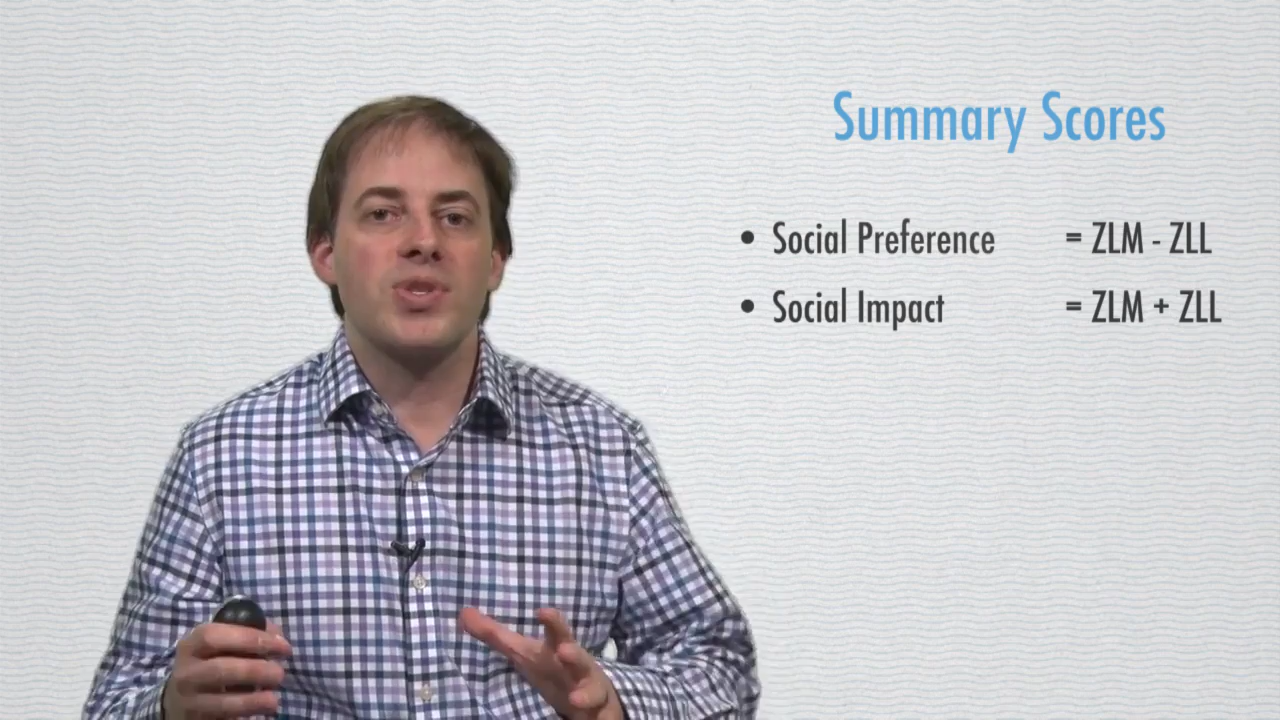 Summary Scores
• Social Preference = ZLM - ZLL
• Social Impact = ZLM + ZLL